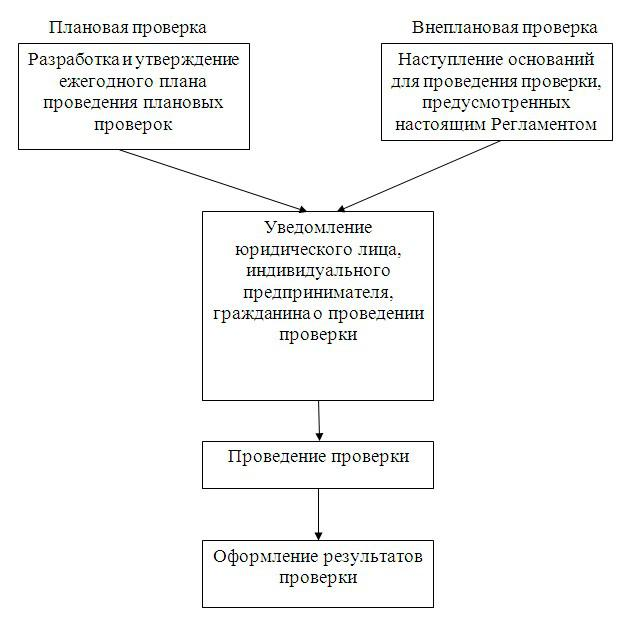 Плановая проверка
Разработка и утверждение
ежегодного плана
проведения плановых
проверок
Внеплановая проверка
Наступление оснований
для проведения проверки,
предусмотренных
настоящим Регламентом
Уведомление
юридического лица,
индивидуального
предпринимателя,
гражданина о проведении
проверки
Проведение проверки
Оформление результатов
проверки